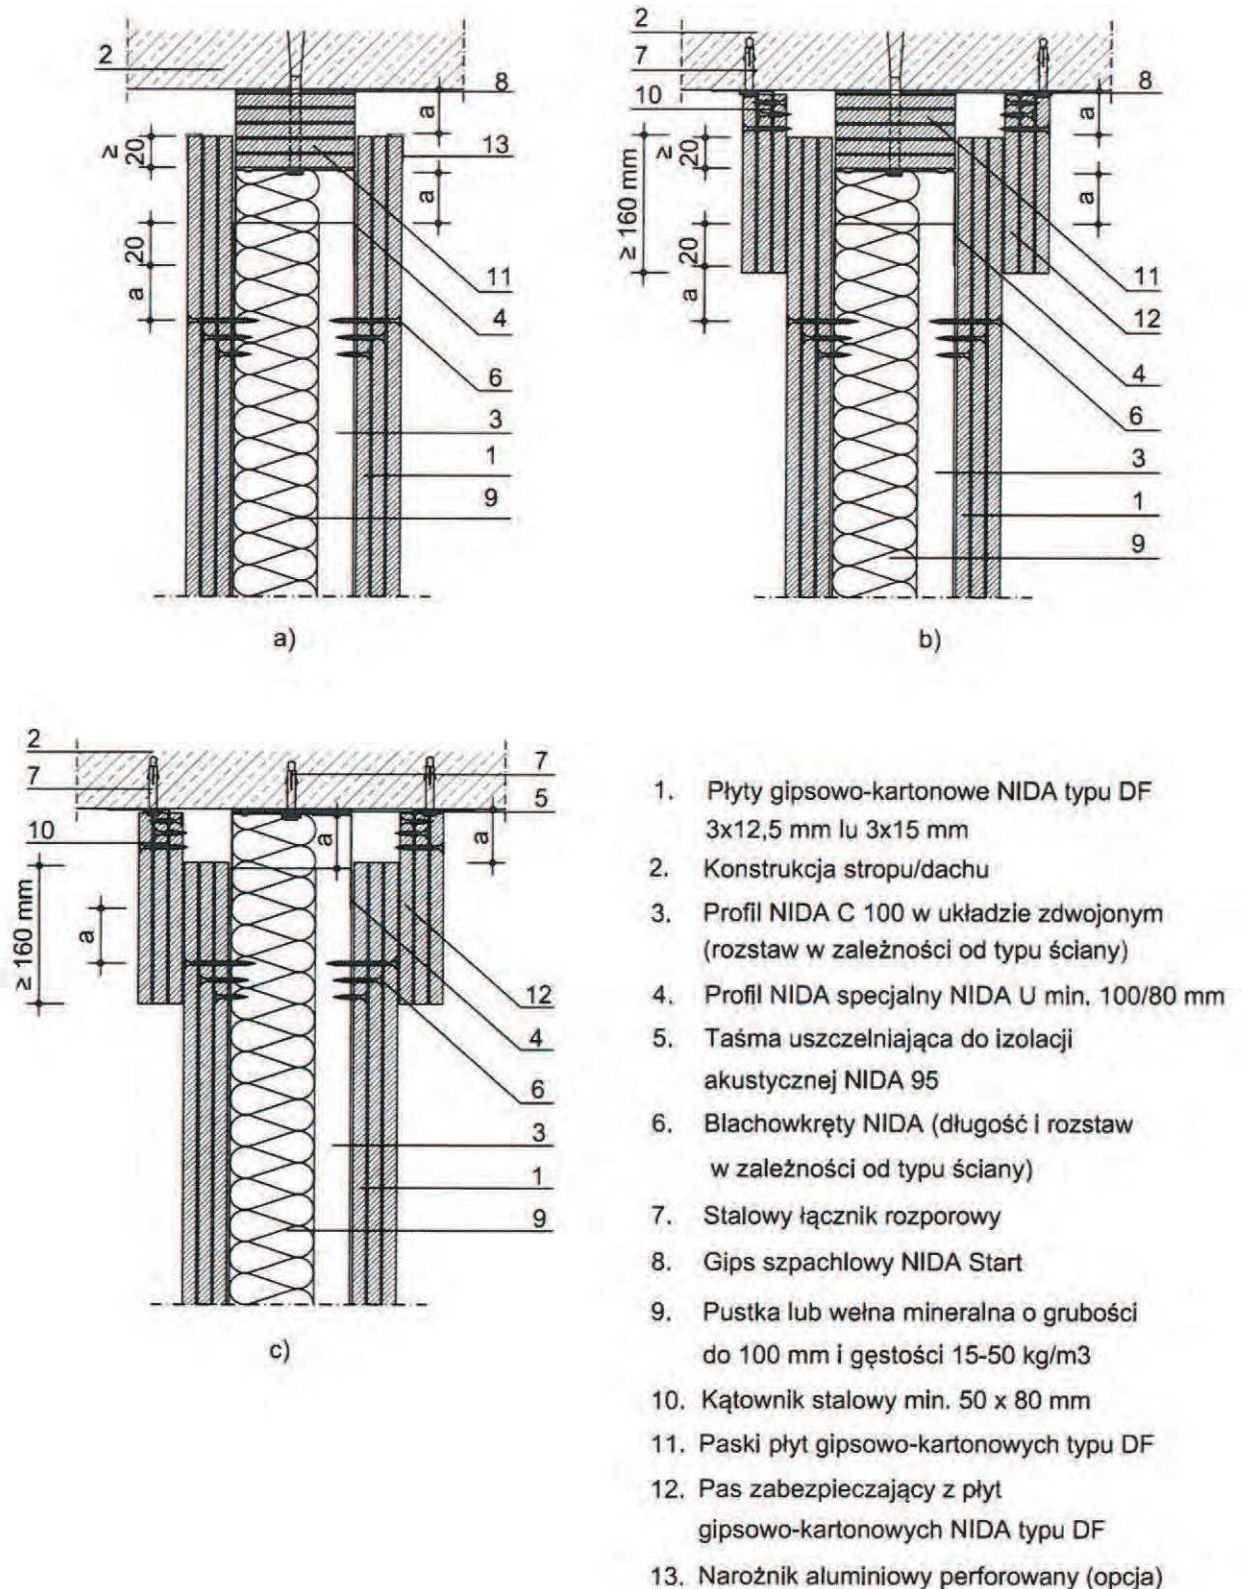 2
8
a
≥
20
13
a
20
a
11
4
6
3
1
9
a)
2
7
8
10
a
≥ 160 mm
≥
20
a
20
a
11
12
4
6
3
1
9
b)
2
7
7
5
10
a
a
≥ 160 mm
a
12
4
6
3
1
9
c)
1. Płyty gipsowo-kartonowe NIDA typu DF
3x12,5 mm lu 3x15 mm
2. Konstrukcja stropu/dachu
3. Profil NIDA C 100 w układzie zdwojonym
(rozstaw w zależności od typu ściany)
4. Profil NIDA specjalny NIDA U min. 100/80 mm
5. Taśma uszczelniająca do izolacji
akustycznej NIDA 95
6. Blachowkręty NIDA (długość i rozstaw
w zależności od typu ściany)
7. Stalowy łącznik rozporowy
8. Gips szpachlowy NIDA Start
9. Pustka lub wełna mineralna o grubości
do 100 mm i gęstości 15-50 kg/m3
10. Kątownik stalowy min. 50 x 80 mm
11. Paski płyt gipsowo-kartonowych typu DF
12. Pas zabezpieczający z płyt
gipsowo-kartonowych NIDA typu DF
13. Narożnik aluminiowy perforowany (opcja)